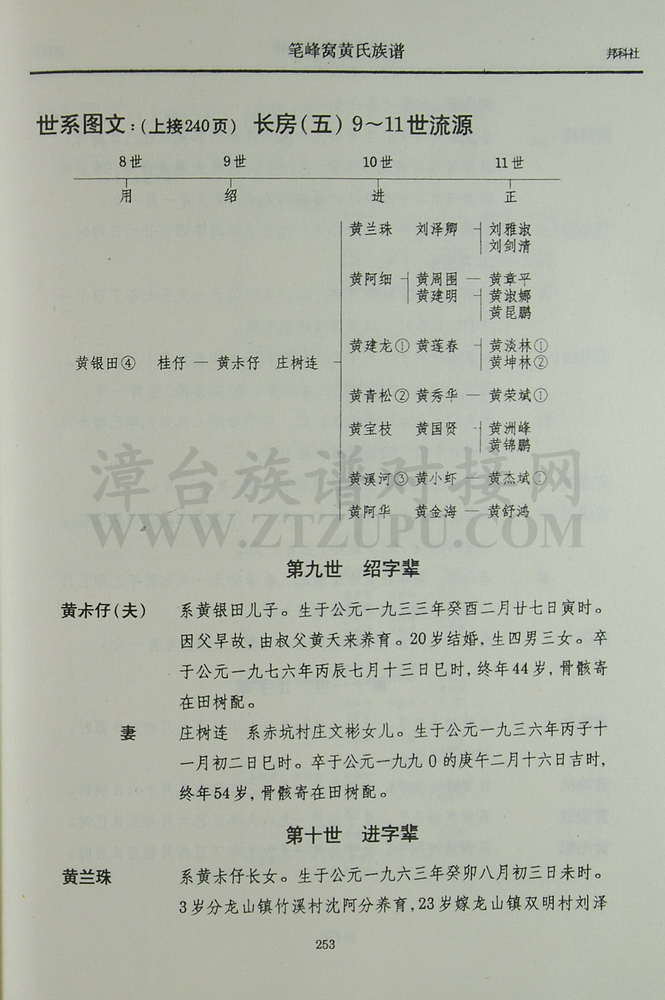 笔峰窝黄氏族谱
邦科社
世系图文:(上接240页) 长房(五) 9～11世流源
8世 9世 10世 11世
用 绍 进 正
黄兰珠 刘泽卿 刘雅淑
刘剑清
黄阿细 黄周围 — 黄章平
黄建明 黄淑娜
黄昆鹏
黄建龙① 黄莲春 黄淡林①
黄坤林②
黄银田④ 桂仔 — 黄卡仔 庄树连
黄青松② 黄秀华 — 黄荣斌①
黄宝枝 黄国贤 黄洲峰
黄锦鹏
黄溪河③ 黄小虾 — 黄杰斌①
黄阿华 黄金海 — 黄舒鸿
漳台族谱对接网
WWW.ZTZUPU.COM
第九世 绍字辈
黄卡仔(夫) 系黄银田儿子。生于公元一九三三年癸酉二月廿七日寅时。
因父早故,由叔父黄天来养育。20岁结婚,生四男三女。卒
于公元一九七六年丙辰七月十三日巳时,终年44岁,骨骸寄
在田树配。
妻 庄树连 系赤坑村庄文彬女儿。生于公元一九三六年丙子十
一月初二日巳时。卒于公元一九九0的庚午二月十六日吉时,
终年54岁,骨骸寄在田树配。
第十世 进字辈
黄兰珠 系黄卡仔长女。生于公元一九六三年癸卯八月初三日未时。
3岁分龙山镇竹溪村沈阿分养育,23岁嫁龙山镇双明村刘泽
253